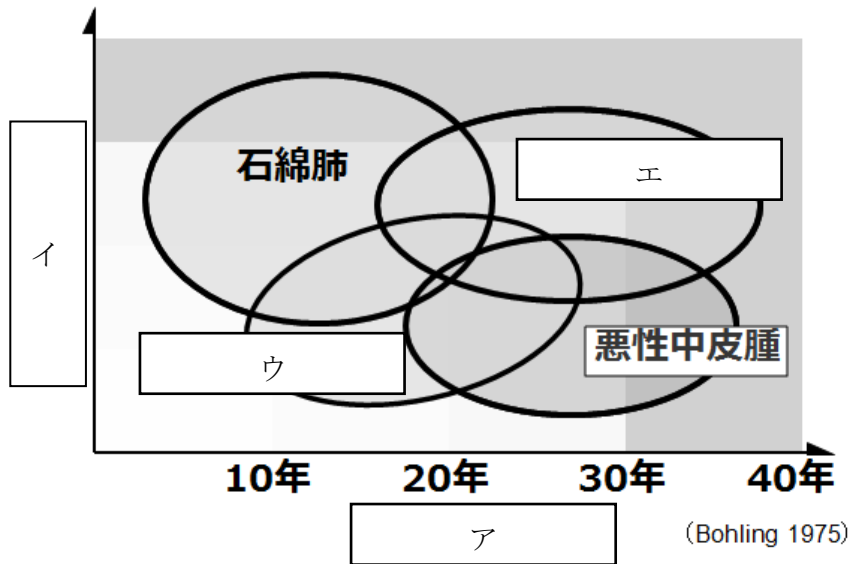 石綿肺
エ
イ
ウ
悪性中皮腫
10年 20年 30年 40年
ア
(Bohling 1975)